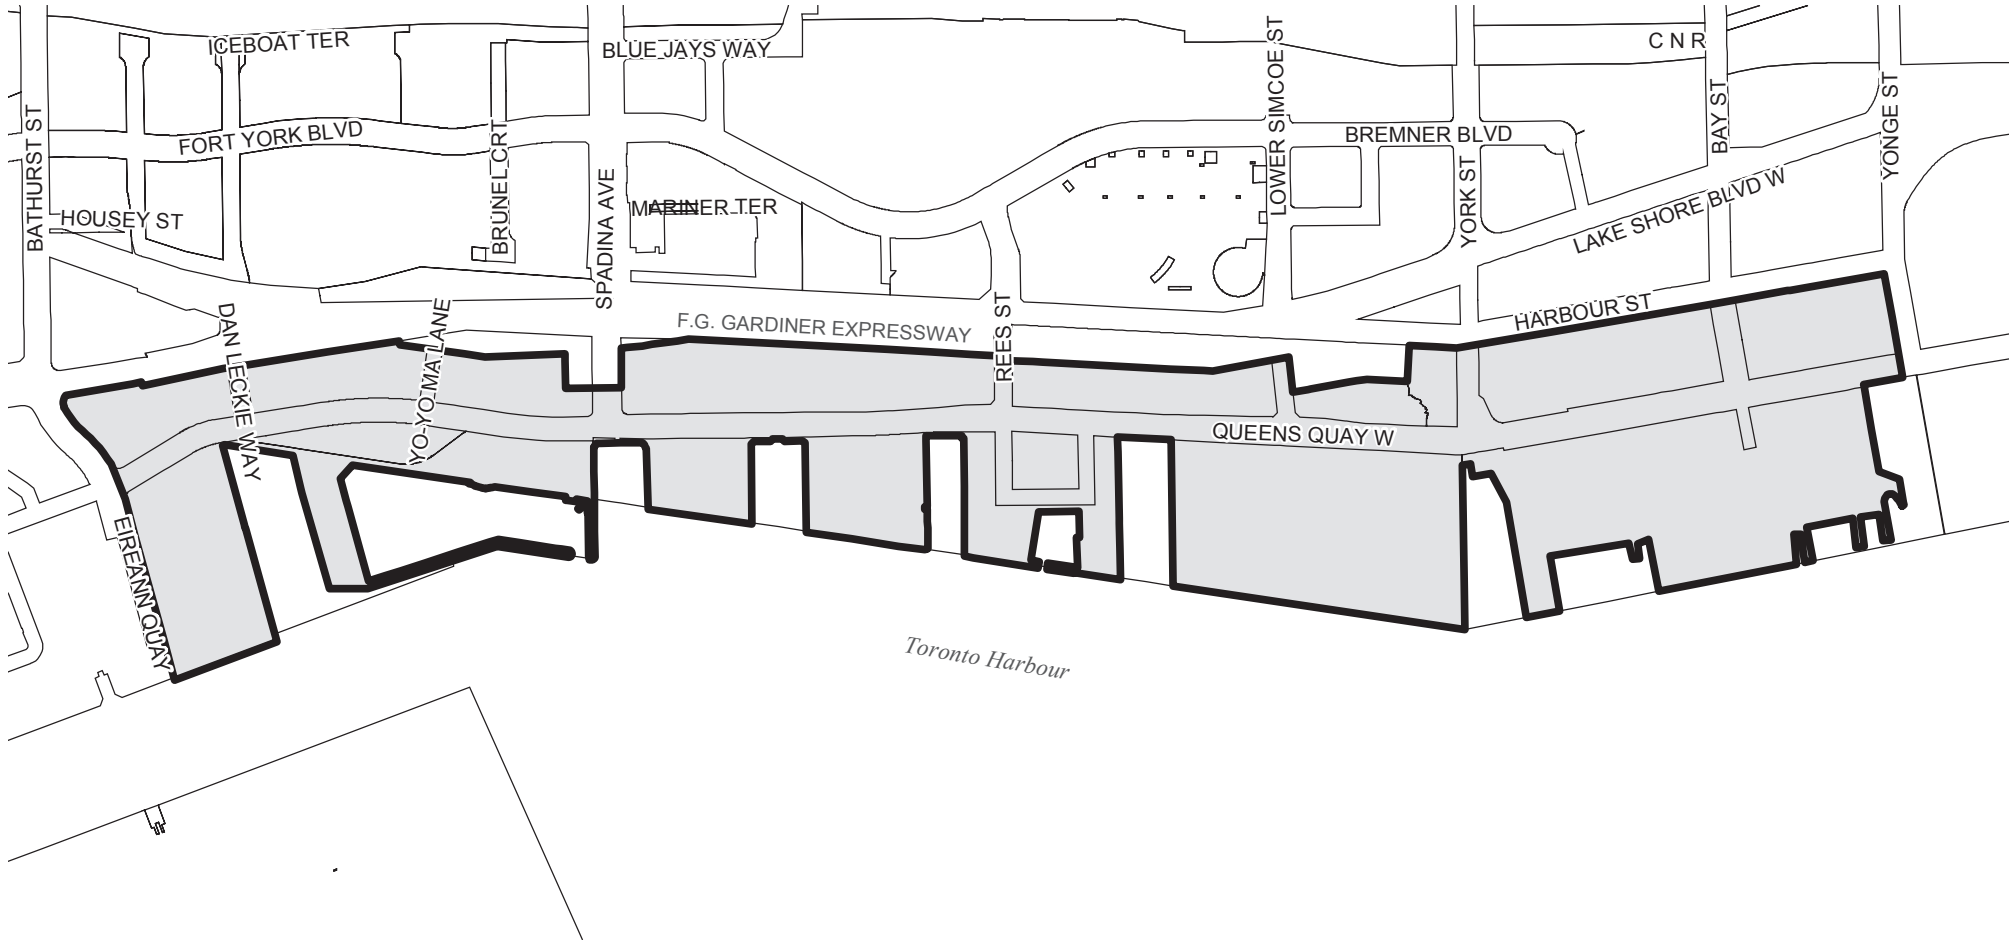 ICEBOAT TER
BLUE JAYS WAY
C N R
LOWER SIMCOE ST
BATHURST ST
FORT YORK BLVD
BRUNEL CRT
BREMNER BLVD
BAY ST
YONGE ST
SPADINA AVE
YORK ST
HOUSEY ST
MARINER TER
LAKE SHORE BLVD W
DAN LECKIE WAY
YO-YO MA LANE
F.G. GARDINER EXPRESSWAY
REES ST
HARBOUR ST
QUEENS QUAY W
EIREANN QUAY
Toronto Harbour